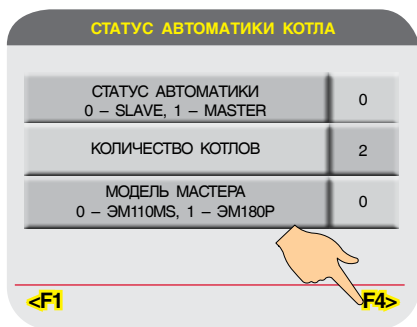 СТАТУС АВТОМАТИКИ КОТЛА
СТАТУС АВТОМАТИКИ
0 – SLAVE, 1 – MASTER
0
КОЛИЧЕСТВО КОТЛОВ
2
МОДЕЛЬ МАСТЕРА
0 – ЭМ110MS, 1 – ЭМ180P
0
<F1
F4>